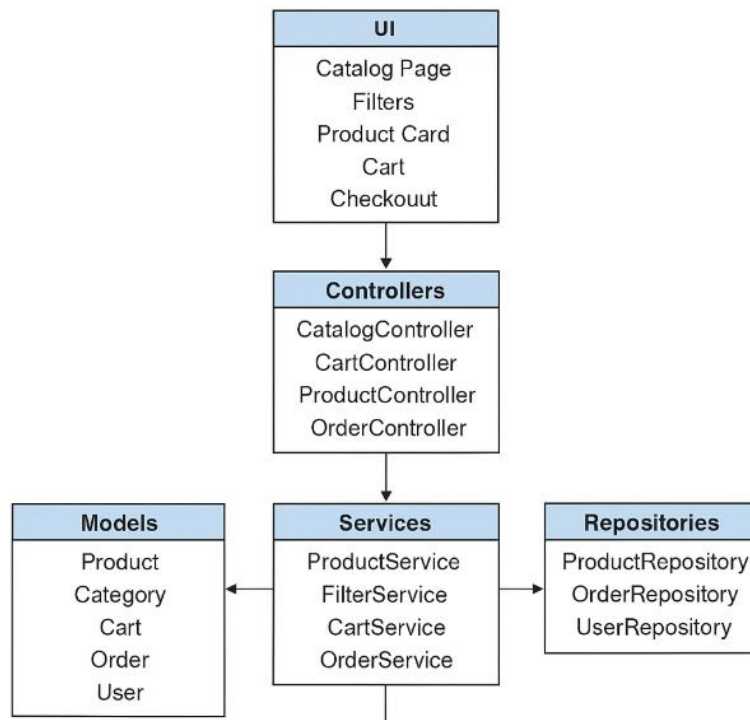 UI
Catalog Page
Filters
Product Card
Cart
Checkouut
Controllers
CatalogController
CartController
ProductController
OrderController
Models
Product
Category
Cart
Order
User
Services
ProductService
FilterService
CartService
OrderService
Repositories
ProductRepository
OrderRepository
UserRepository